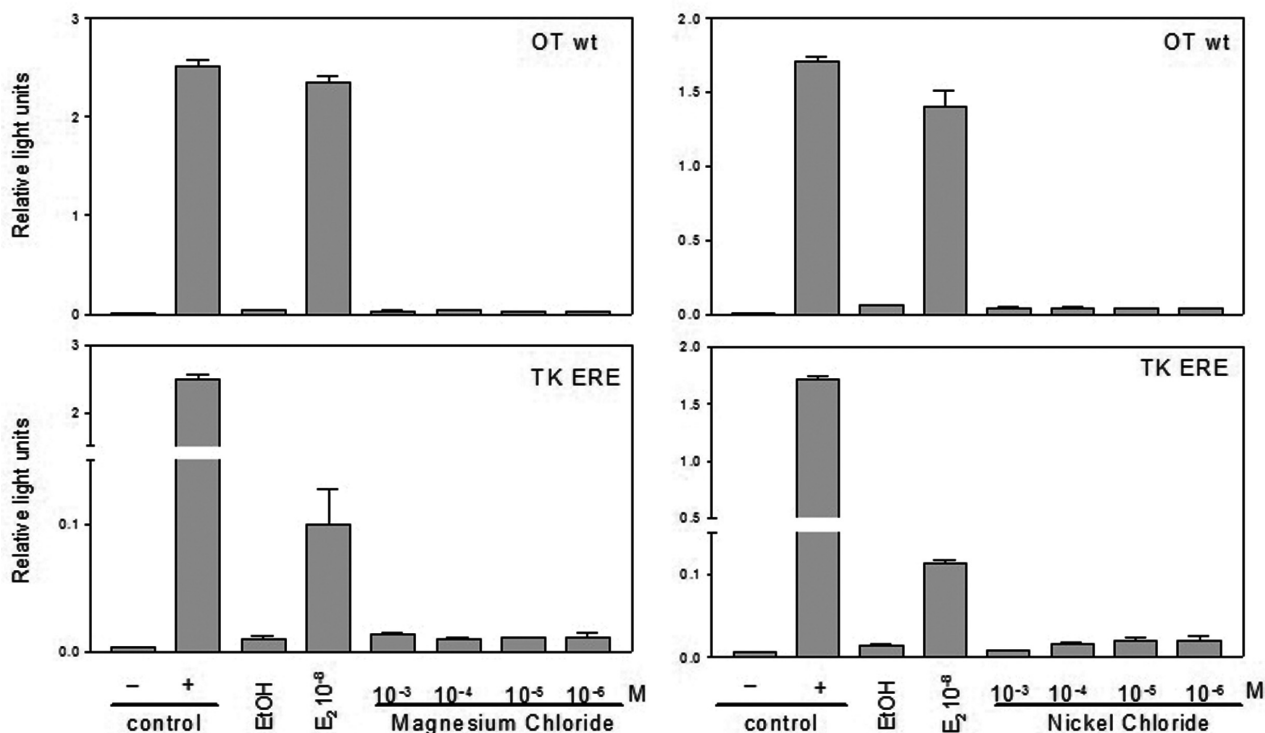 OT wt
Relative light units
3
2
1
0
OT wt
2.0
1.5
1.0
0.5
0.0
TK ERE
Relative light units
3
2
0.1
0.0
TK ERE
2.0
1.5
1.0
0.5
0.1
0.0
– + EtOH E₂ 10⁻⁸ 10⁻³ 10⁻⁴ 10⁻⁵ 10⁻⁶ M
control Magnesium Chloride
– + EtOH E₂ 10⁻⁸ 10⁻³ 10⁻⁴ 10⁻⁵ 10⁻⁶ M
control Nickel Chloride